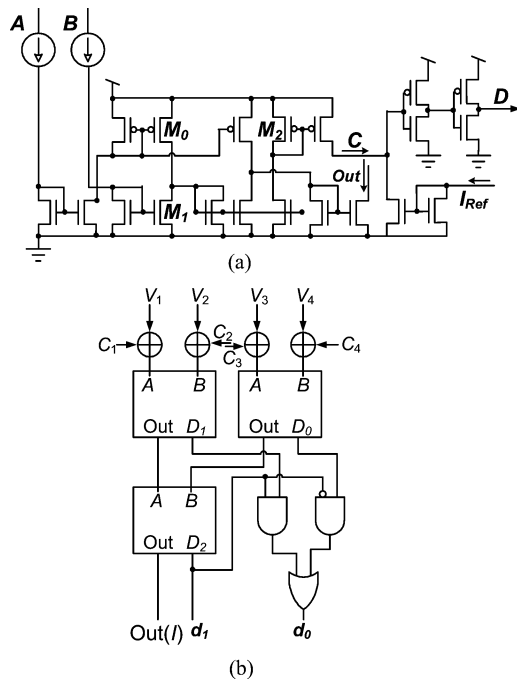 A B
M0 M2 C D
Out
M1 IRef
(a)
V1 V2 V3 V4
C1 C2 C4
C3
A B A B
Out D1 Out D0
A B
Out D2
Out(I) d1 d0
(b)